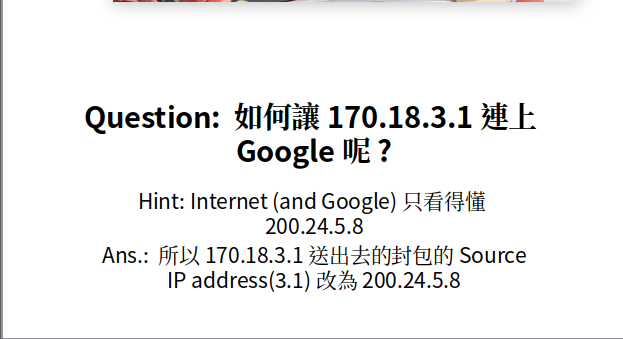 Question: 如何讓 170.18.3.1 連上
Google 呢？
Hint: Internet (and Google) 只看得懂
200.24.5.8
Ans.: 所以 170.18.3.1 送出去的封包的 Source
IP address(3.1) 改為 200.24.5.8